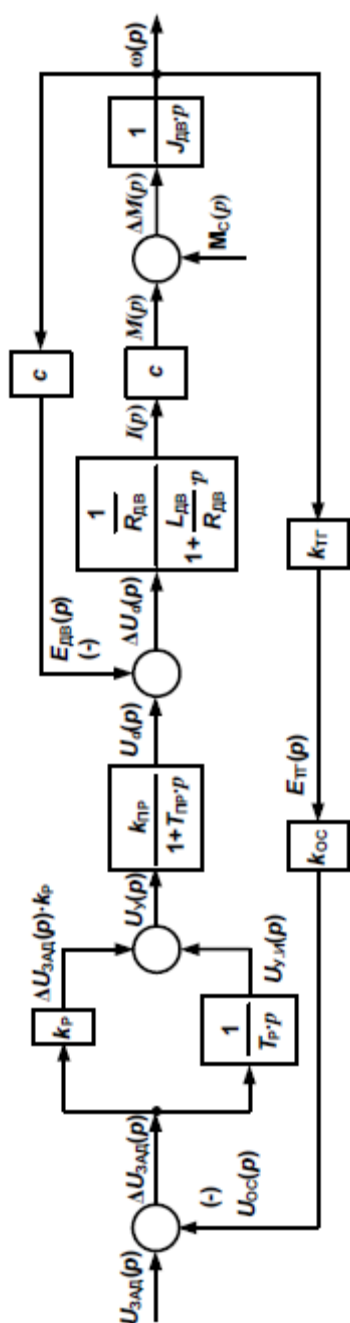 U_ЗАД(p)
ΔU_ЗАД(p)
(-)
U_ОС(p)
k_Р
ΔU_ЗАД(p)·k_Р
1
T_Р·p
U_У.И(p)
U_У(p)
k_ПР
1+T_ПР·p
U_d(p)
E_ДВ(p)
(-)
ΔU_d(p)
1
R_ДВ
1+ L_ДВ/R_ДВ ·p
I(p)
c
M(p)
c
M_С(p)
ΔM(p)
1
J_ДВ·p
ω(p)
k_ТГ
E_ТГ(p)
k_ОС